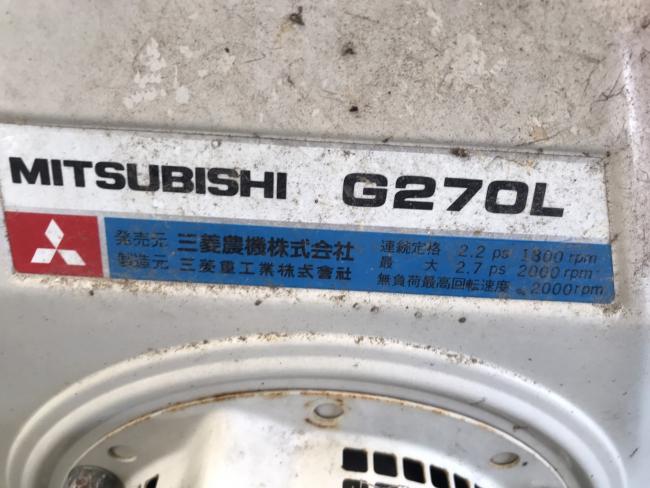 MITSUBISHI G270L
発売元 三菱農機株式会社
製造元 三菱重工業株式会社
連続定格 2.2 ps 1800 rpm
最大 2.7 ps 2000 rpm
無負荷最高回転速度 2000 rpm